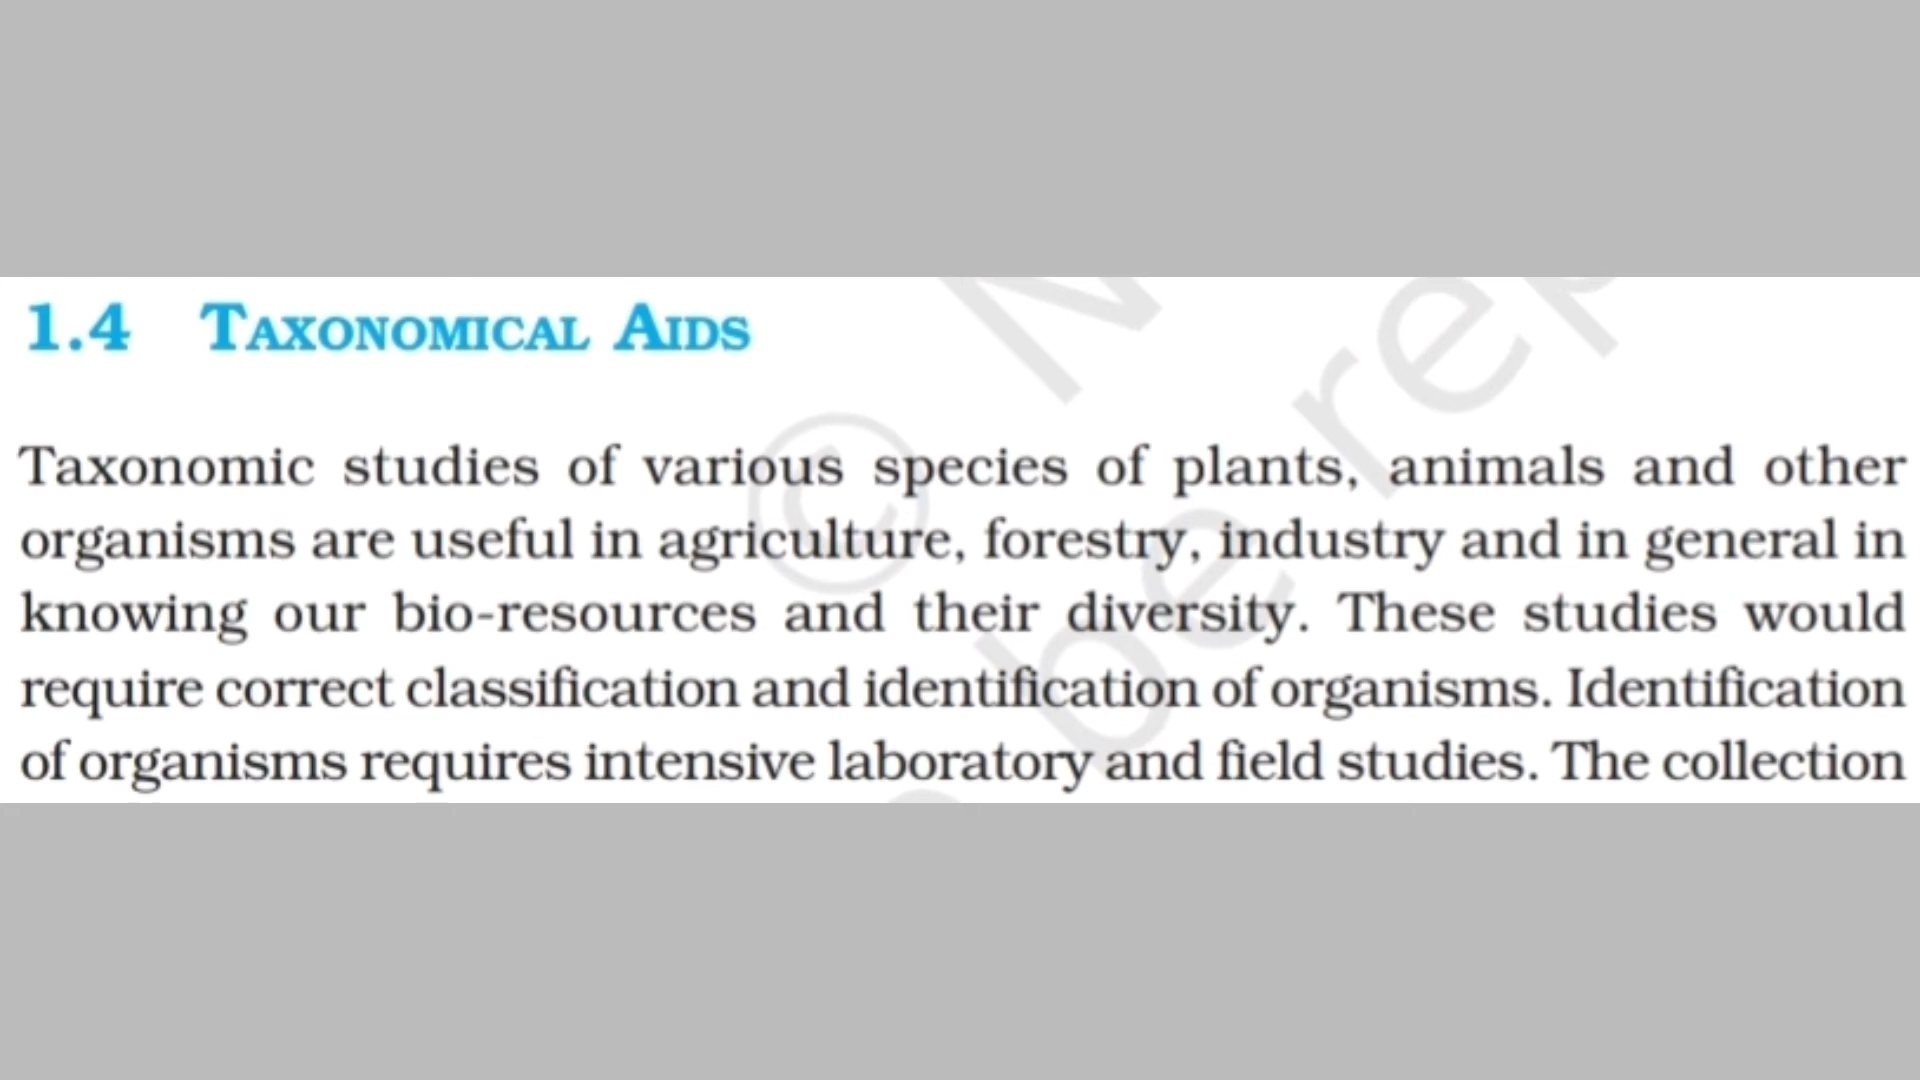 1.4 TAXONOMICAL AIDS
Taxonomic studies of various species of plants, animals and other
organisms are useful in agriculture, forestry, industry and in general in
knowing our bio-resources and their diversity. These studies would
require correct classification and identification of organisms. Identification
of organisms requires intensive laboratory and field studies. The collection
© N
be rep